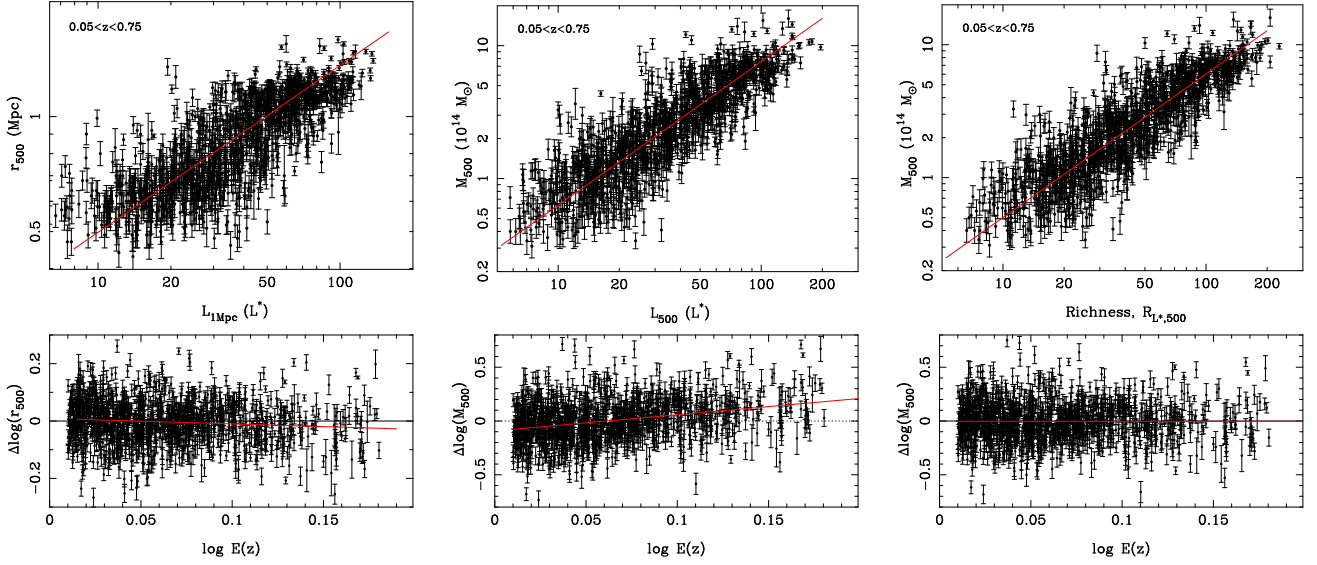 0.05<z<0.75
r500 (Mpc)
1
0.5
10 20 50 100
L1Mpc (L*)
0.05<z<0.75
M500 (10^14 M⊙)
10
5
2
1
0.5
0.2
10 20 50 100 200
L500 (L*)
0.05<z<0.75
M500 (10^14 M⊙)
10
5
2
1
0.5
0.2
10 20 50 100 200
Richness, RL*,500
Δlog(r500)
0.2
0
−0.2
0 0.05 0.1 0.15
log E(z)
Δlog(M500)
0.5
0
−0.5
0 0.05 0.1 0.15
log E(z)
Δlog(M500)
0.5
0
−0.5
0 0.05 0.1 0.15
log E(z)